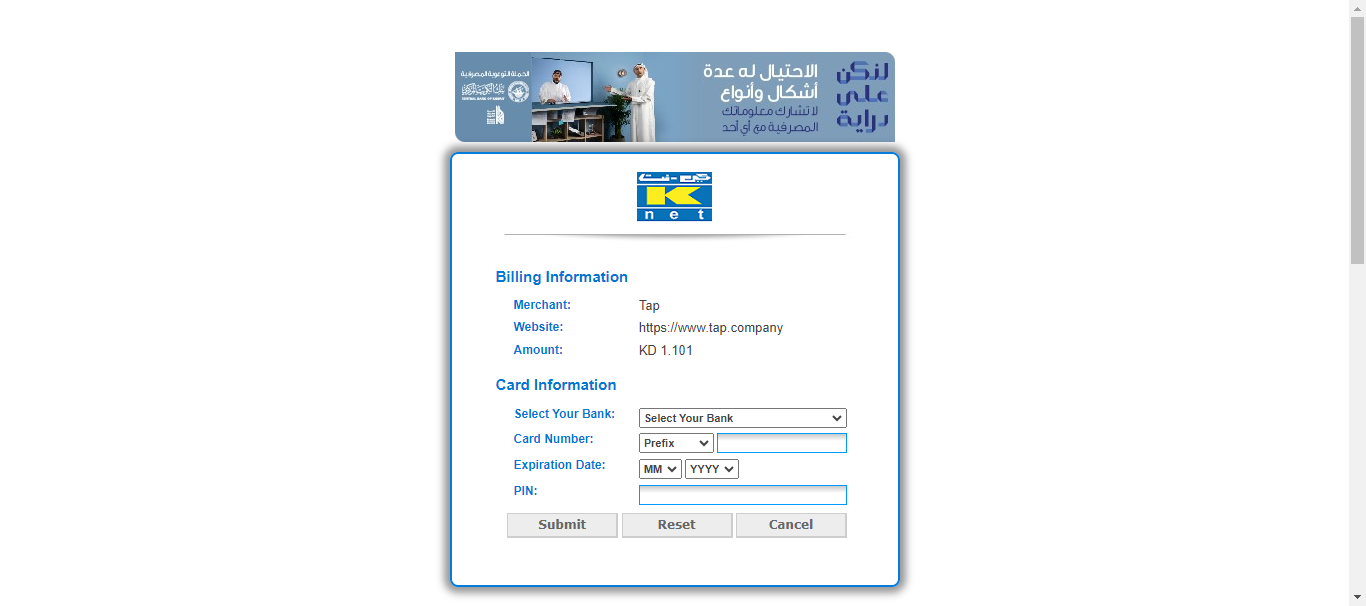 الحملة التوعوية المصرفية
بنك الكويت المركزي
CENTRAL BANK OF KUWAIT
الاحتيال له عدة
أشكال وأنواع
لا تشارك معلوماتك
المصرفية مع أي أحد
لنكن
على
دراية
كي-نت
K
net
Billing Information
Merchant: Tap
Website: https://www.tap.company
Amount: KD 1.101
Card Information
Select Your Bank: Select Your Bank
Card Number: Prefix
Expiration Date: MM YYYY
PIN:
Submit Reset Cancel